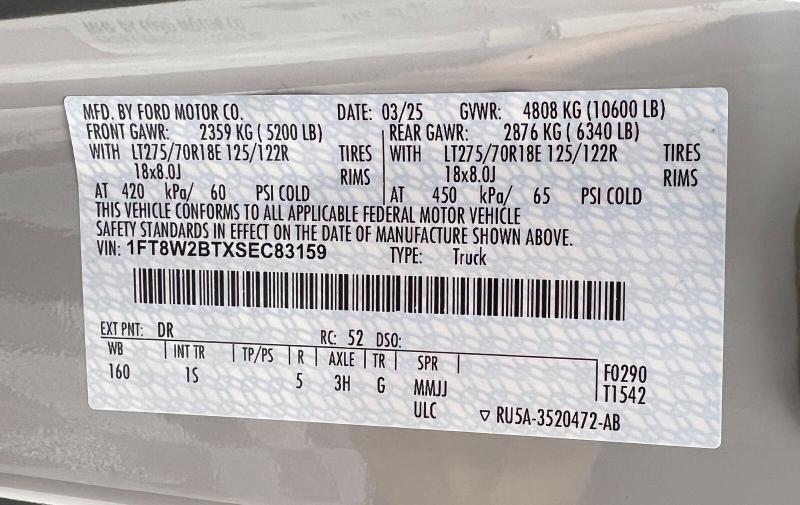 MFD. BY FORD MOTOR CO. DATE: 03/25 GVWR: 4808 KG (10600 LB)
FRONT GAWR: 2359 KG ( 5200 LB) REAR GAWR: 2876 KG ( 6340 LB)
WITH LT275/70R18E 125/122R TIRES WITH LT275/70R18E 125/122R TIRES
18x8.0J RIMS 18x8.0J RIMS
AT 420 kPa/ 60 PSI COLD AT 450 kPa/ 65 PSI COLD
THIS VEHICLE CONFORMS TO ALL APPLICABLE FEDERAL MOTOR VEHICLE
SAFETY STANDARDS IN EFFECT ON THE DATE OF MANUFACTURE SHOWN ABOVE.
VIN: 1FT8W2BTXSEC83159 TYPE: Truck
EXT PNT: DR RC: 52 DSO:
WB INT TR TP/PS R AXLE TR SPR F0290
160 1S 5 3H G MMJJ T1542
ULC ▽ RU5A-3520472-AB